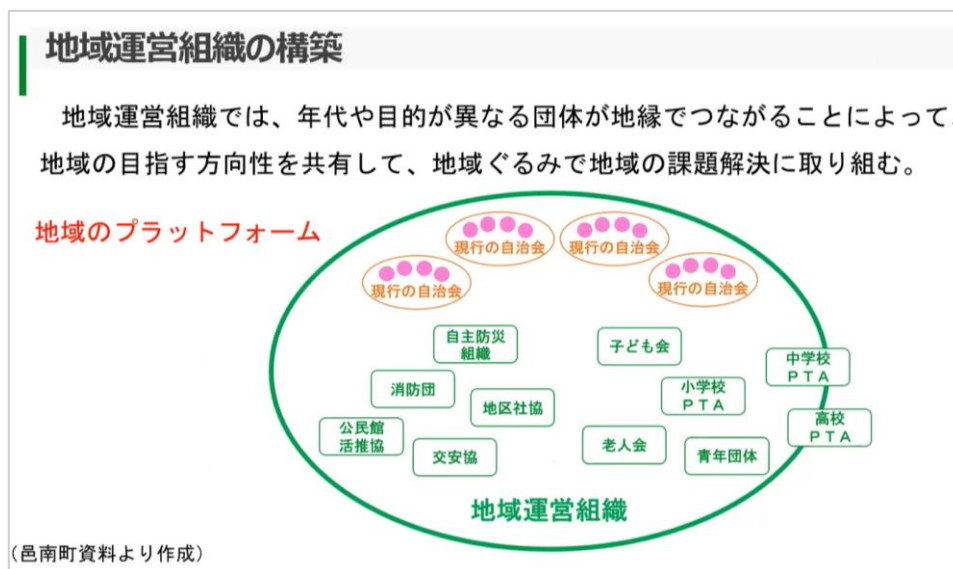 地域運営組織の構築
地域運営組織では、年代や目的が異なる団体が地縁でつながることによって、
地域の目指す方向性を共有して、地域ぐるみで地域の課題解決に取り組む。
地域のプラットフォーム
現行の自治会
現行の自治会
現行の自治会
現行の自治会
自主防災
組織
子ども会
中学校
PTA
消防団
地区社協
小学校
PTA
高校
PTA
公民館
活推協
交安協
老人会
青年団体
地域運営組織
(邑南町資料より作成)